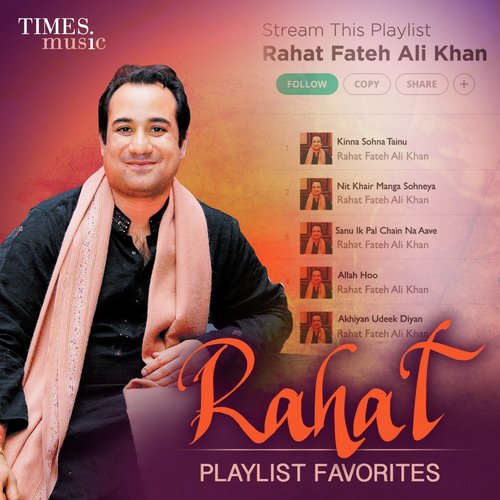 TIMES.
music
Stream This Playlist
Rahat Fateh Ali Khan
FOLLOW COPY SHARE +
1 Kinna Sohna Tainu
Rahat Fateh Ali Khan
2 Nit Khair Manga Sohneya
Rahat Fateh Ali Khan
3 Sanu Ik Pal Chain Na Aave
Rahat Fateh Ali Khan
4 Allah Hoo
Rahat Fateh Ali Khan
Akhiyan Udeek Diyan
Rahat Fateh Ali Khan
Rahat
PLAYLIST FAVORITES